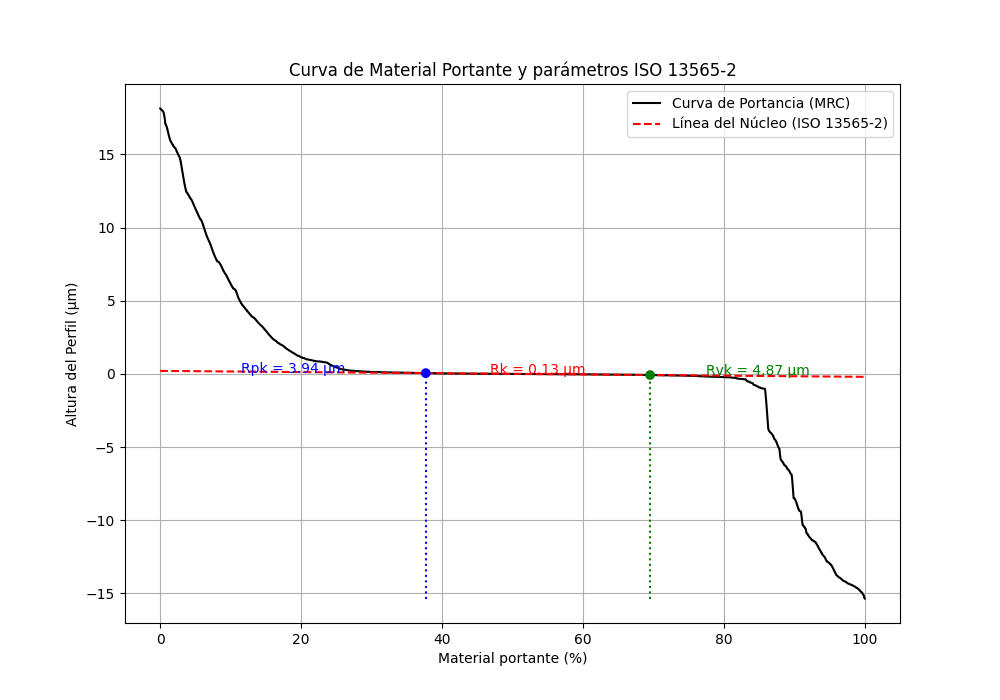 Curva de Material Portante y parámetros ISO 13565-2
Curva de Portancia (MRC)
Línea del Núcleo (ISO 13565-2)
Altura del Perfil (μm)
15
10
5
0
−5
−10
−15
Rpk = 3.94 μm
Rk = 0.13 μm
Rvk = 4.87 μm
0
20
40
60
80
100
Material portante (%)